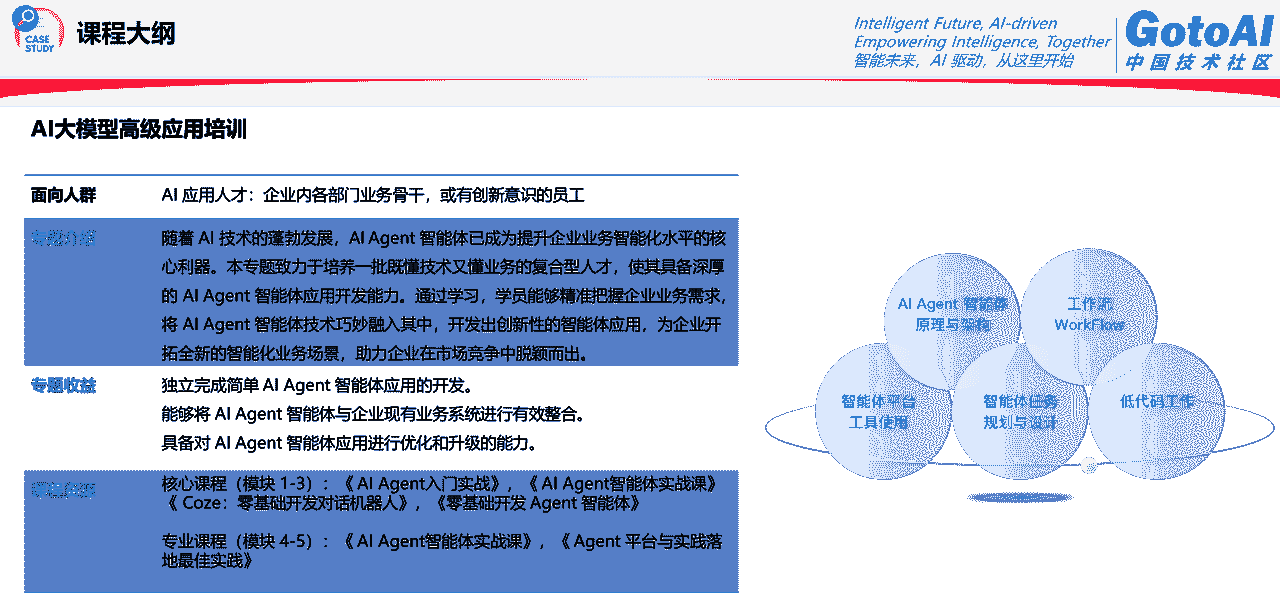 CASE
STUDY
课程大纲
Intelligent Future, AI-driven
Empowering Intelligence, Together
智能未来，AI 驱动，从这里开始
GotoAI
中国技术社区
AI大模型高级应用培训
面向人群
AI 应用人才：企业内各部门业务骨干，或有创新意识的员工
专题介绍
随着 AI 技术的蓬勃发展，AI Agent 智能体已成为提升企业业务智能化水平的核
心利器。本专题致力于培养一批既懂技术又懂业务的复合型人才，使其具备深厚
的 AI Agent 智能体应用开发能力。通过学习，学员能够精准把握企业业务需求，
将 AI Agent 智能体技术巧妙融入其中，开发出创新性的智能体应用，为企业开
拓全新的智能化业务场景，助力企业在市场竞争中脱颖而出。
专题收益
独立完成简单 AI Agent 智能体应用的开发。
能够将 AI Agent 智能体与企业现有业务系统进行有效整合。
具备对 AI Agent 智能体应用进行优化和升级的能力。
核心课程（模块 1-3）：《 AI Agent入门实战》，《 AI Agent智能体实战课》
《 Coze：零基础开发对话机器人》，《零基础开发 Agent 智能体》
专业课程（模块 4-5）：《 AI Agent智能体实战课》，《 Agent 平台与实践落
地最佳实践》
AI Agent 智能体
原理与架构
工作流
WorkFlow
智能体平台
工具使用
智能体任务
规划与设计
低代码工作